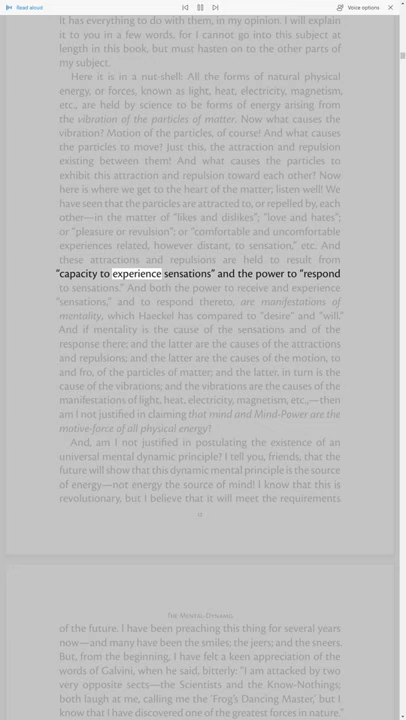 Read aloud
Voice options
It has everything to do with them, in my opinion. I will explain
it to you in a few words, for I cannot go into this subject at
length in this book, but must hasten on to the other parts of
my subject.
Here it is in a nut-shell: All the forms of natural physical
energy, or forces, known as light, heat, electricity, magnetism,
etc., are held by science to be forms of energy arising from
the vibration of the particles of matter. Now what causes the
vibration? Motion of the particles, of course! And what causes
the particles to move? Just this, the attraction and repulsion
existing between them! And what causes the particles to
exhibit this attraction and repulsion toward each other? Now
here is where we get to the heart of the matter; listen well! We
have seen that the particles are attracted to, or repelled by, each
other—in the matter of "likes and dislikes"; "love and hates";
or "pleasure or revulsion"; or "comfortable and uncomfortable
experiences related, however distant, to sensation," etc. And
these attractions and repulsions are held to result from
"capacity to experience sensations" and the power to "respond
to sensations." And both the power to receive and experience
"sensations," and to respond thereto, are manifestations of
mentality, which Haeckel has compared to "desire" and "will."
And if mentality is the cause of the sensations and of the
response there; and the latter are the causes of the attractions
and repulsions; and the latter are the causes of the motion, to
and fro, of the particles of matter; and the latter, in turn is the
cause of the vibrations; and the vibrations are the causes of the
manifestations of light, heat, electricity, magnetism, etc.,—then
am I not justified in claiming that mind and Mind-Power are the
motive-force of all physical energy?
And, am I not justified in postulating the existence of an
universal mental dynamic principle? I tell you, friends, that the
future will show that this dynamic mental principle is the source
of energy—not energy the source of mind! I know that this is
revolutionary, but I believe that it will meet the requirements
The Mental-Dynamo
of the future. I have been preaching this thing for several years
now—and many have been the smiles; the jeers; and the sneers.
But, from the beginning, I have felt a keen appreciation of the
words of Galvini, when he said, bitterly: "I am attacked by two
very opposite sects—the Scientists and the Know-Nothings;
both laugh at me, calling me the 'Frog's Dancing Master,' but I
know that I have discovered one of the greatest forces in nature."